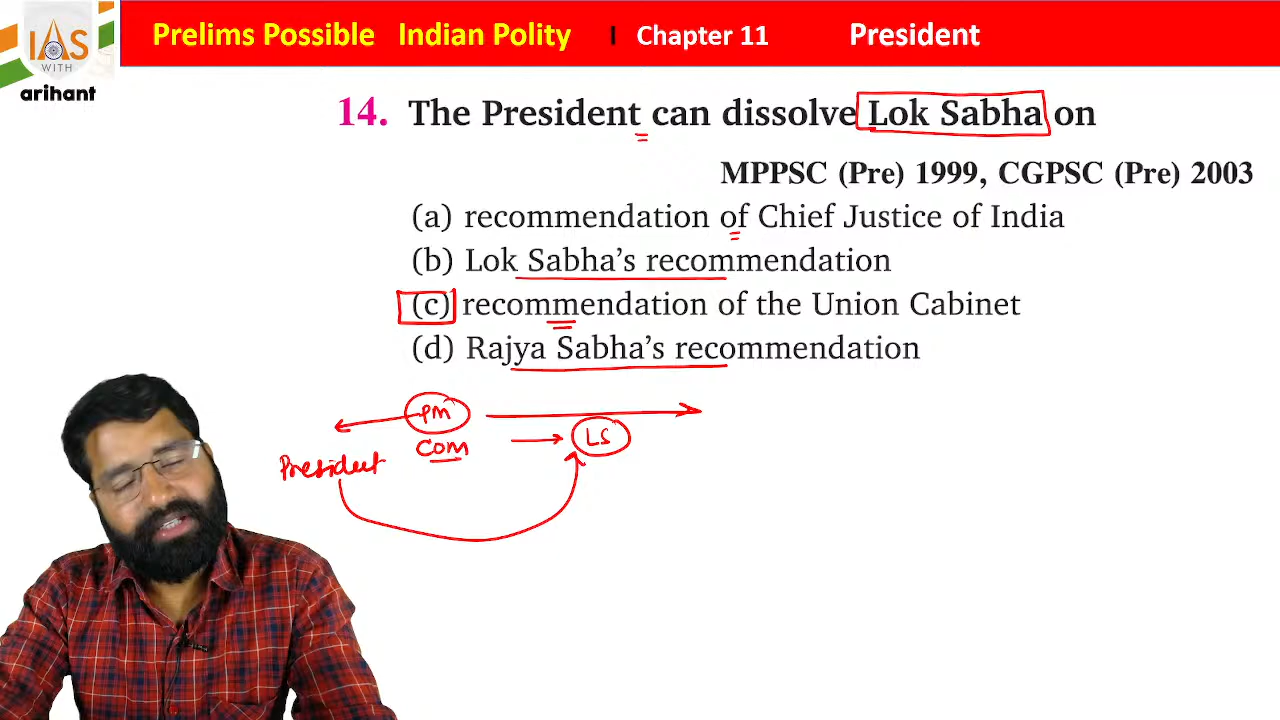 IAS
WITH
arihant
Prelims Possible Indian Polity | Chapter 11 President
14. The President can dissolve Lok Sabha on
MPPSC (Pre) 1999, CGPSC (Pre) 2003
(a) recommendation of Chief Justice of India
(b) Lok Sabha's recommendation
(c) recommendation of the Union Cabinet
(d) Rajya Sabha's recommendation
PM
COM
LS
President